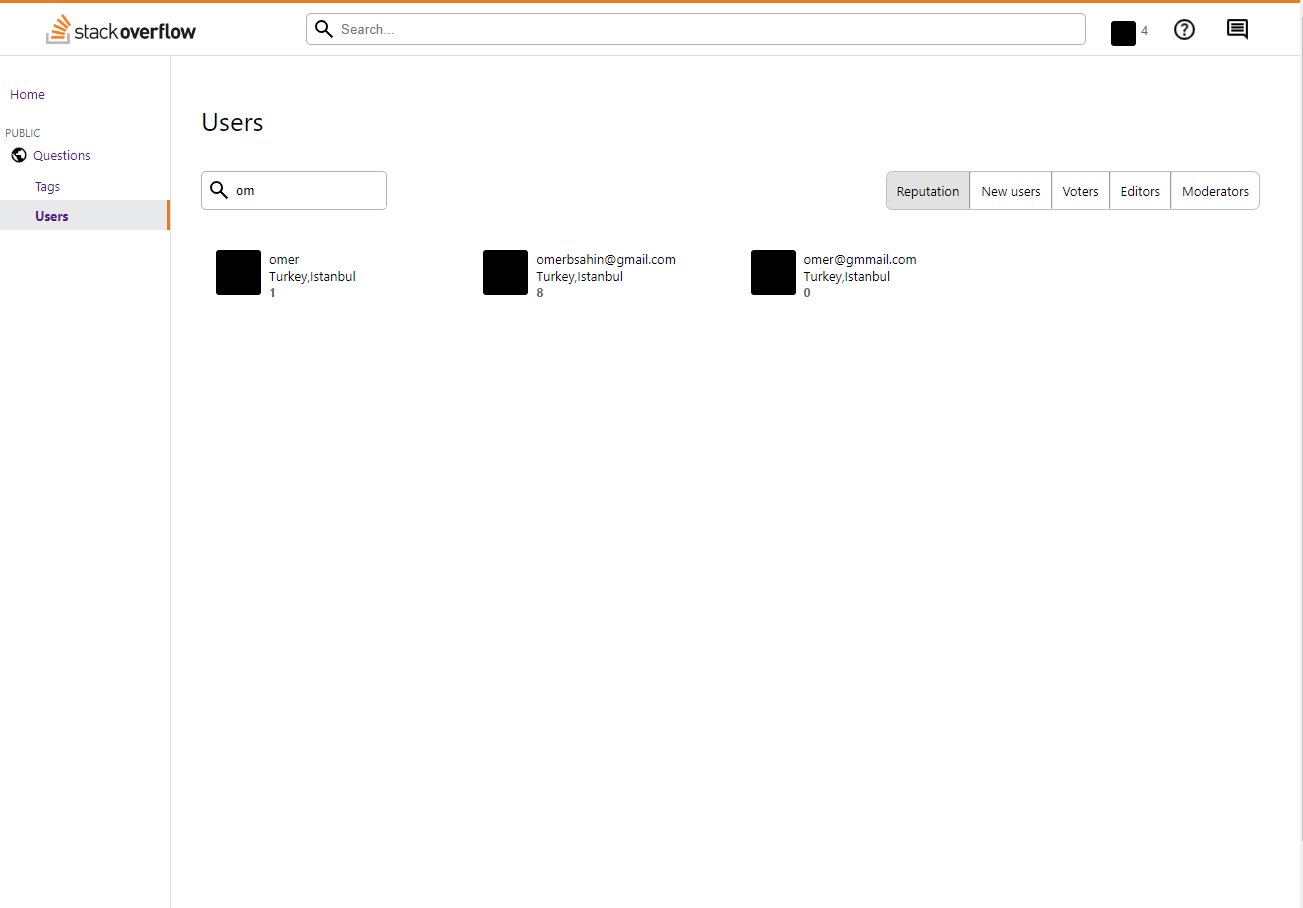 stackoverflow
Search...
4
Home
PUBLIC
Questions
Tags
Users
Users
om
Reputation
New users
Voters
Editors
Moderators
omer
Turkey,Istanbul
1
omerbsahin@gmail.com
Turkey,Istanbul
8
omer@gmmail.com
Turkey,Istanbul
0